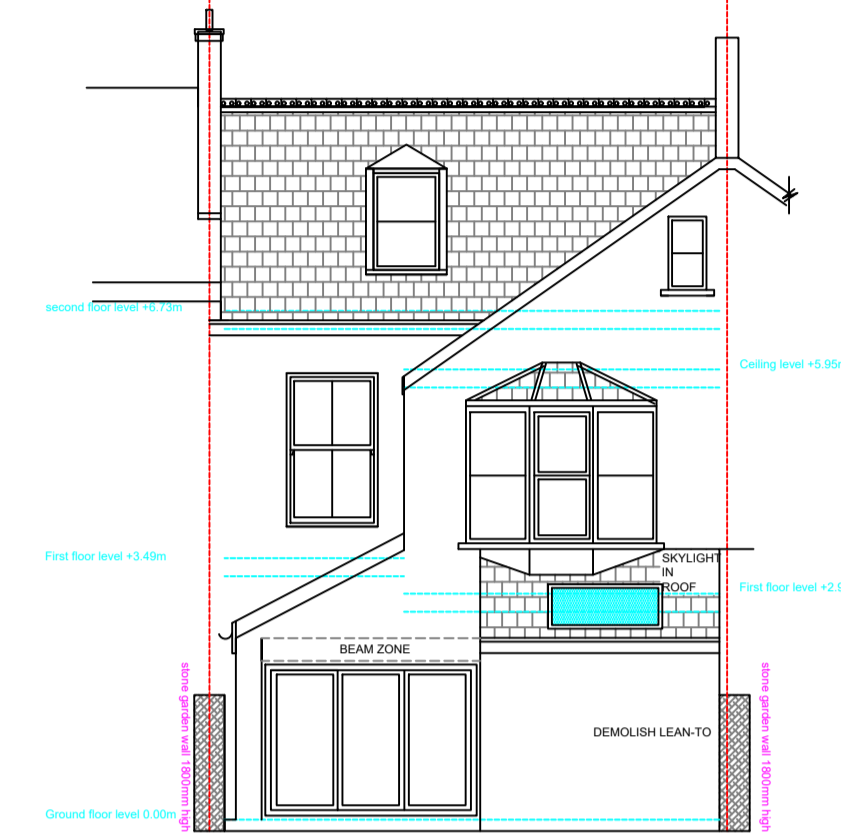 second floor level +6.73m
Ceiling level +5.95m
First floor level +3.49m
SKYLIGHT
IN
ROOF
First floor level +2.9
BEAM ZONE
stone garden wall 1800mm high
stone garden wall 1800mm high
DEMOLISH LEAN-TO
Ground floor level 0.00m